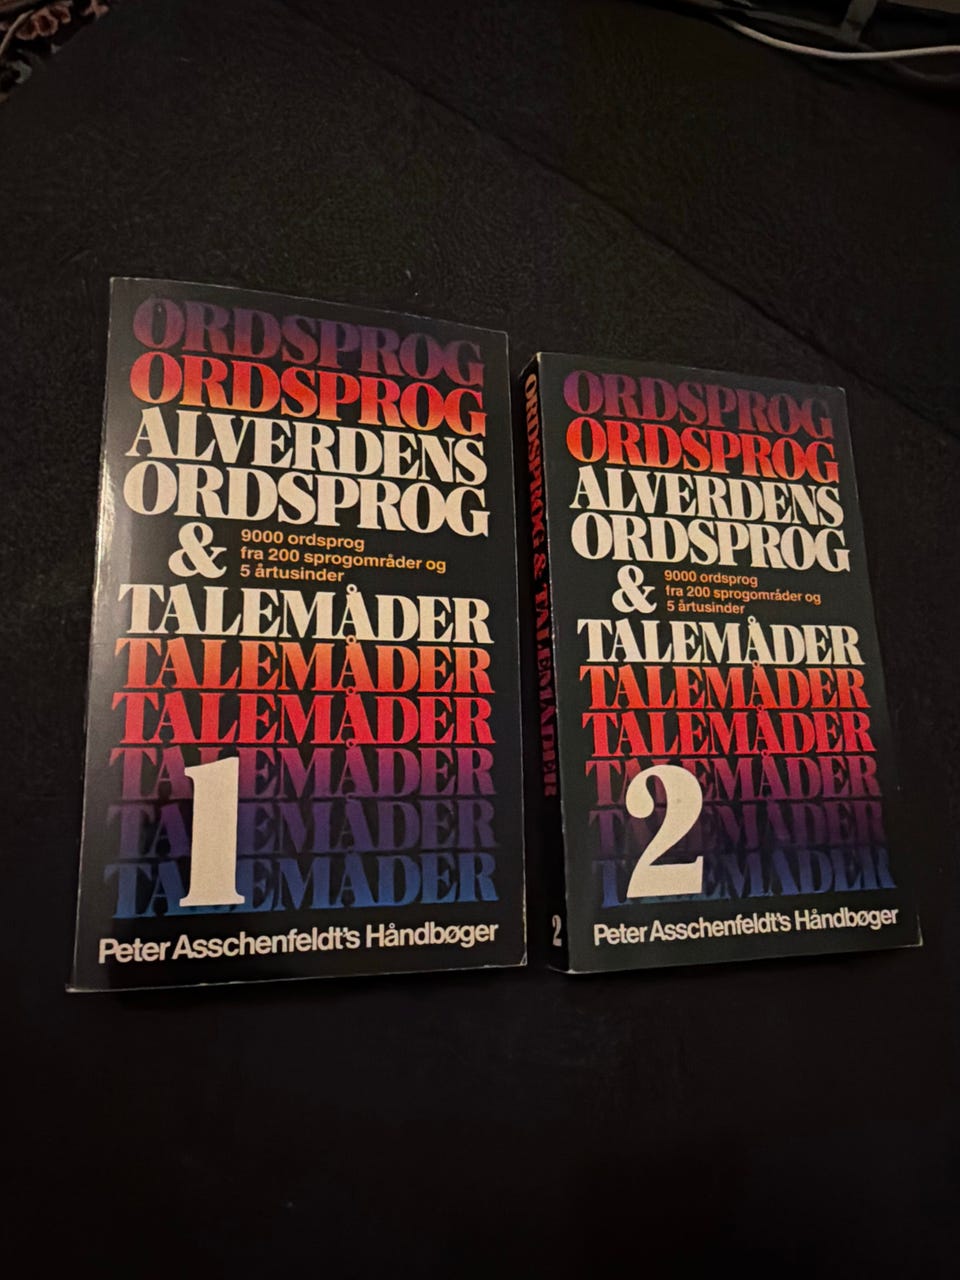 ORDSPROG
ORDSPROG
ALVERDENS
ORDSPROG
&
9000 ordsprog
fra 200 sprogområder og
5 årtusinder
TALEMÅDER
TALEMÅDER
TALEMÅDER
TALEMÅDER
TALEMÅDER
TALEMÅDER
1
Peter Asschenfeldt's Håndbøger
ORDSPROG & TALEMÅDER
2
ORDSPROG
ORDSPROG
ALVERDENS
ORDSPROG
&
9000 ordsprog
fra 200 sprogområder og
5 årtusinder
TALEMÅDER
TALEMÅDER
TALEMÅDER
TALEMÅDER
TALEMÅDER
TALEMÅDER
2
Peter Asschenfeldt's Håndbøger